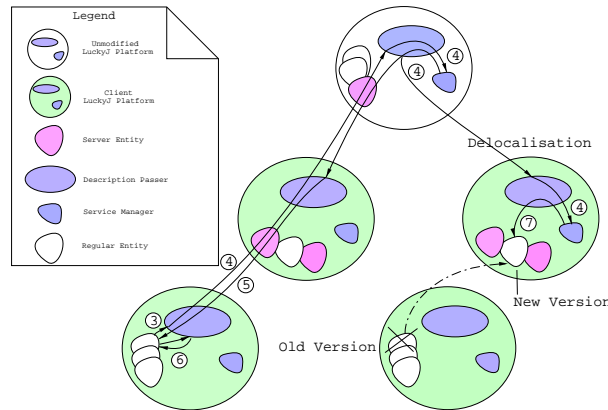 Legend
Unmodified
LuckyJ Platform
Client
LuckyJ Platform
Server Entity
Description Passer
Service Manager
Regular Entity
4
4
Delocalisation
4
7
4
5
New Version
3
6
Old Version